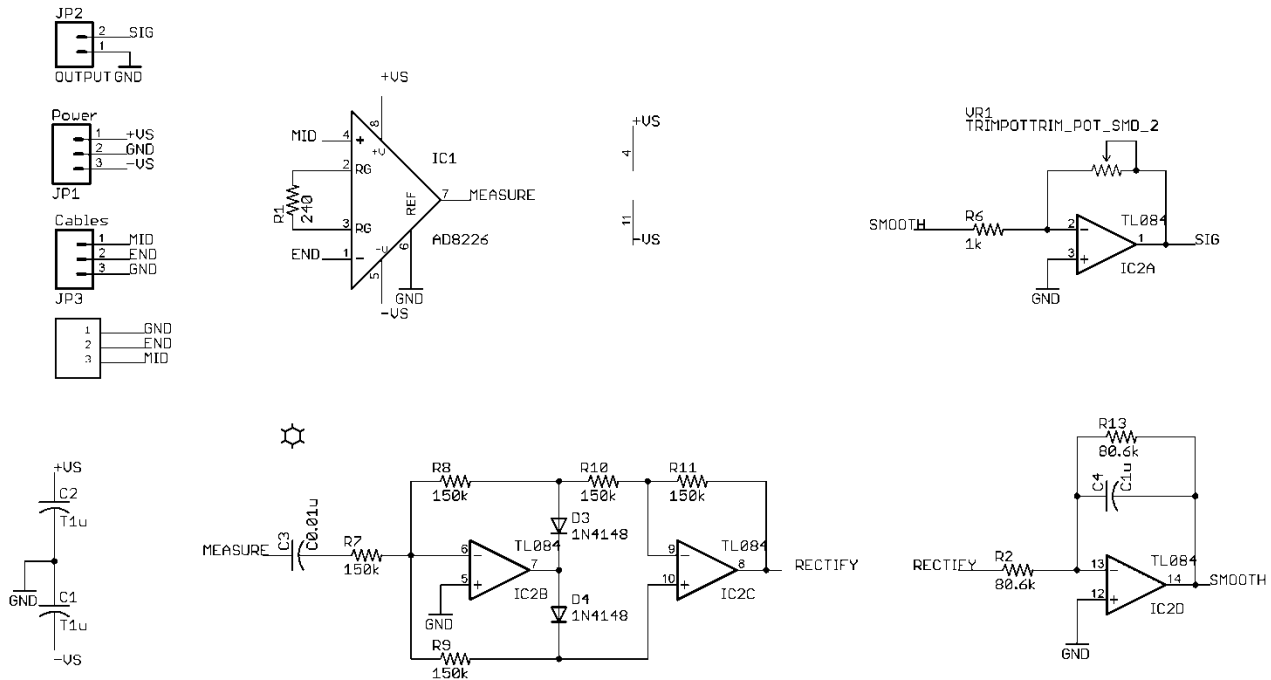 JP2
2 SIG
1
OUTPUT GND
Power
1 +VS
2 GND
3 -VS
JP1
Cables
1 MID
2 END
3 GND
JP3
1 GND
2 END
3 MID
+VS
8
MID 4 +
+V
IC1
2 RG
R1
240
REF
7 MEASURE
3 RG
AD8226
END 1 -
-V
6
5
GND
-VS
+VS
4
11
-VS
VR1
TRIMPOTTRIM_POT_SMD_2
SMOOTH
R6
1k
2 -
TL084
1
SIG
3 +
IC2A
GND
+VS
C2
T1u
GND
C1
T1u
-VS
MEASURE
C3
C0.01u
R7
150k
R8
150k
R10
150k
R11
150k
D3
1N4148
6 -
TL084
7
5 +
IC2B
GND
D4
1N4148
R9
150k
9 -
TL084
8
RECTIFY
10 +
IC2C
R13
80.6k
C4
C1u
RECTIFY
R2
80.6k
13 -
TL084
14
SMOOTH
12 +
IC2D
GND